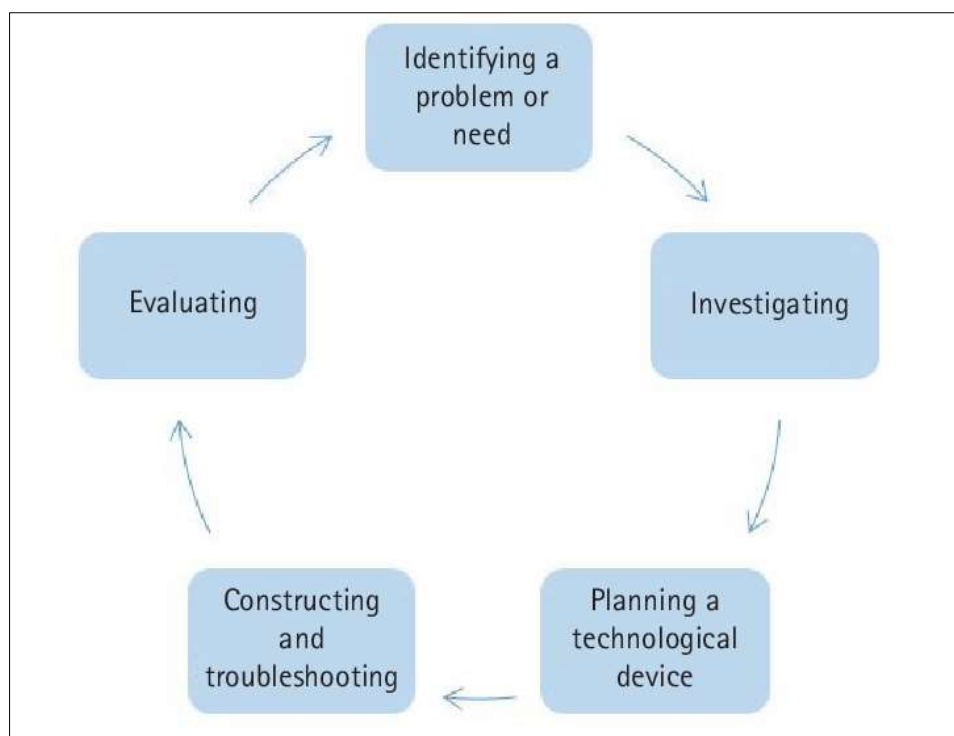 Identifying a
problem or
need
Investigating
Planning a
technological
device
Constructing
and
troubleshooting
Evaluating